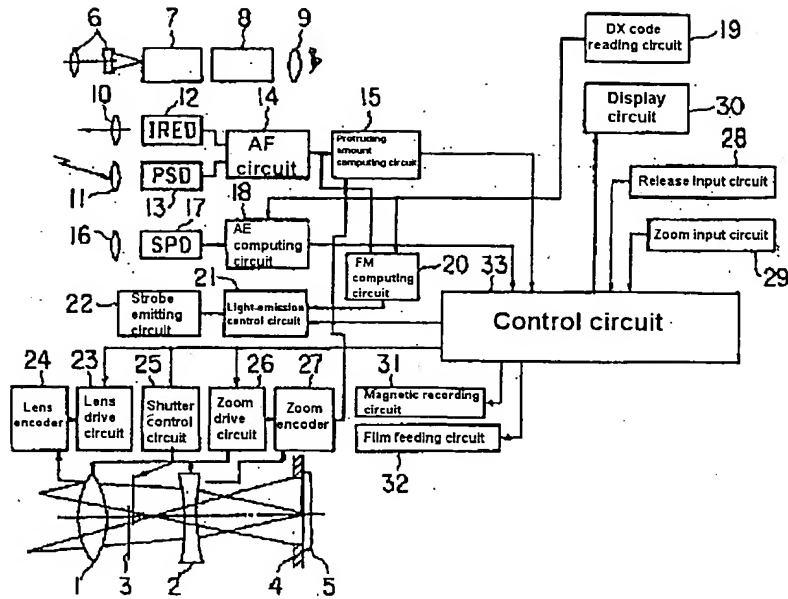 6
7
8
9
DX code
reading circuit
19
10
12
IRED
14
AF
circuit
15
Protruding
amount computing circuit
Display
circuit
30
11
PSD
13
28
Release Input circuit
16
17
SPD
18
AE
computing
circuit
Zoom input circuit
29
FM
computing
circuit
20
33
Control circuit
22
Strobe
emitting
circuit
21
Light-emission
control circuit
24
Lens
encoder
23
Lens
drive
circuit
25
Shutter
control
circuit
26
Zoom
drive
circuit
27
Zoom
encoder
31
Magnetic recording
circuit
Film feeding circuit
32
1
3
2
4
5